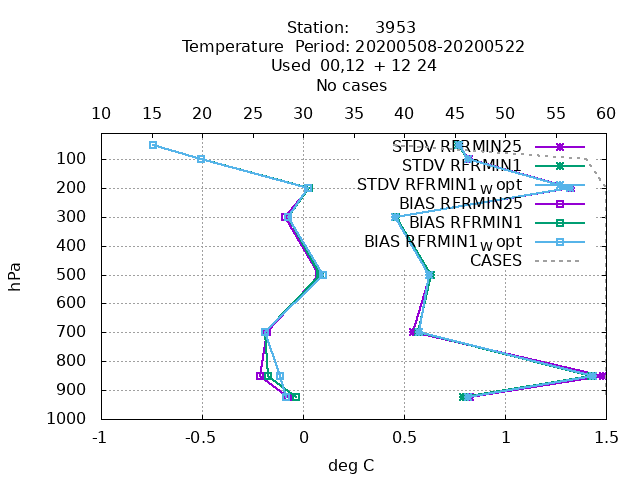 Station: 3953
Temperature Period: 20200508-20200522
Used 00,12 + 12 24
No cases
10 15 20 25 30 35 40 45 50 55 60
STDV RFRMIN25
100
STDV RFRMIN1
STDV RFRMIN1w opt
200
BIAS RFRMIN25
300
BIAS RFRMIN1
BIAS RFRMIN1w opt
400
CASES
500
600
700
800
900
1000
hPa
-1 -0.5 0 0.5 1 1.5
deg C